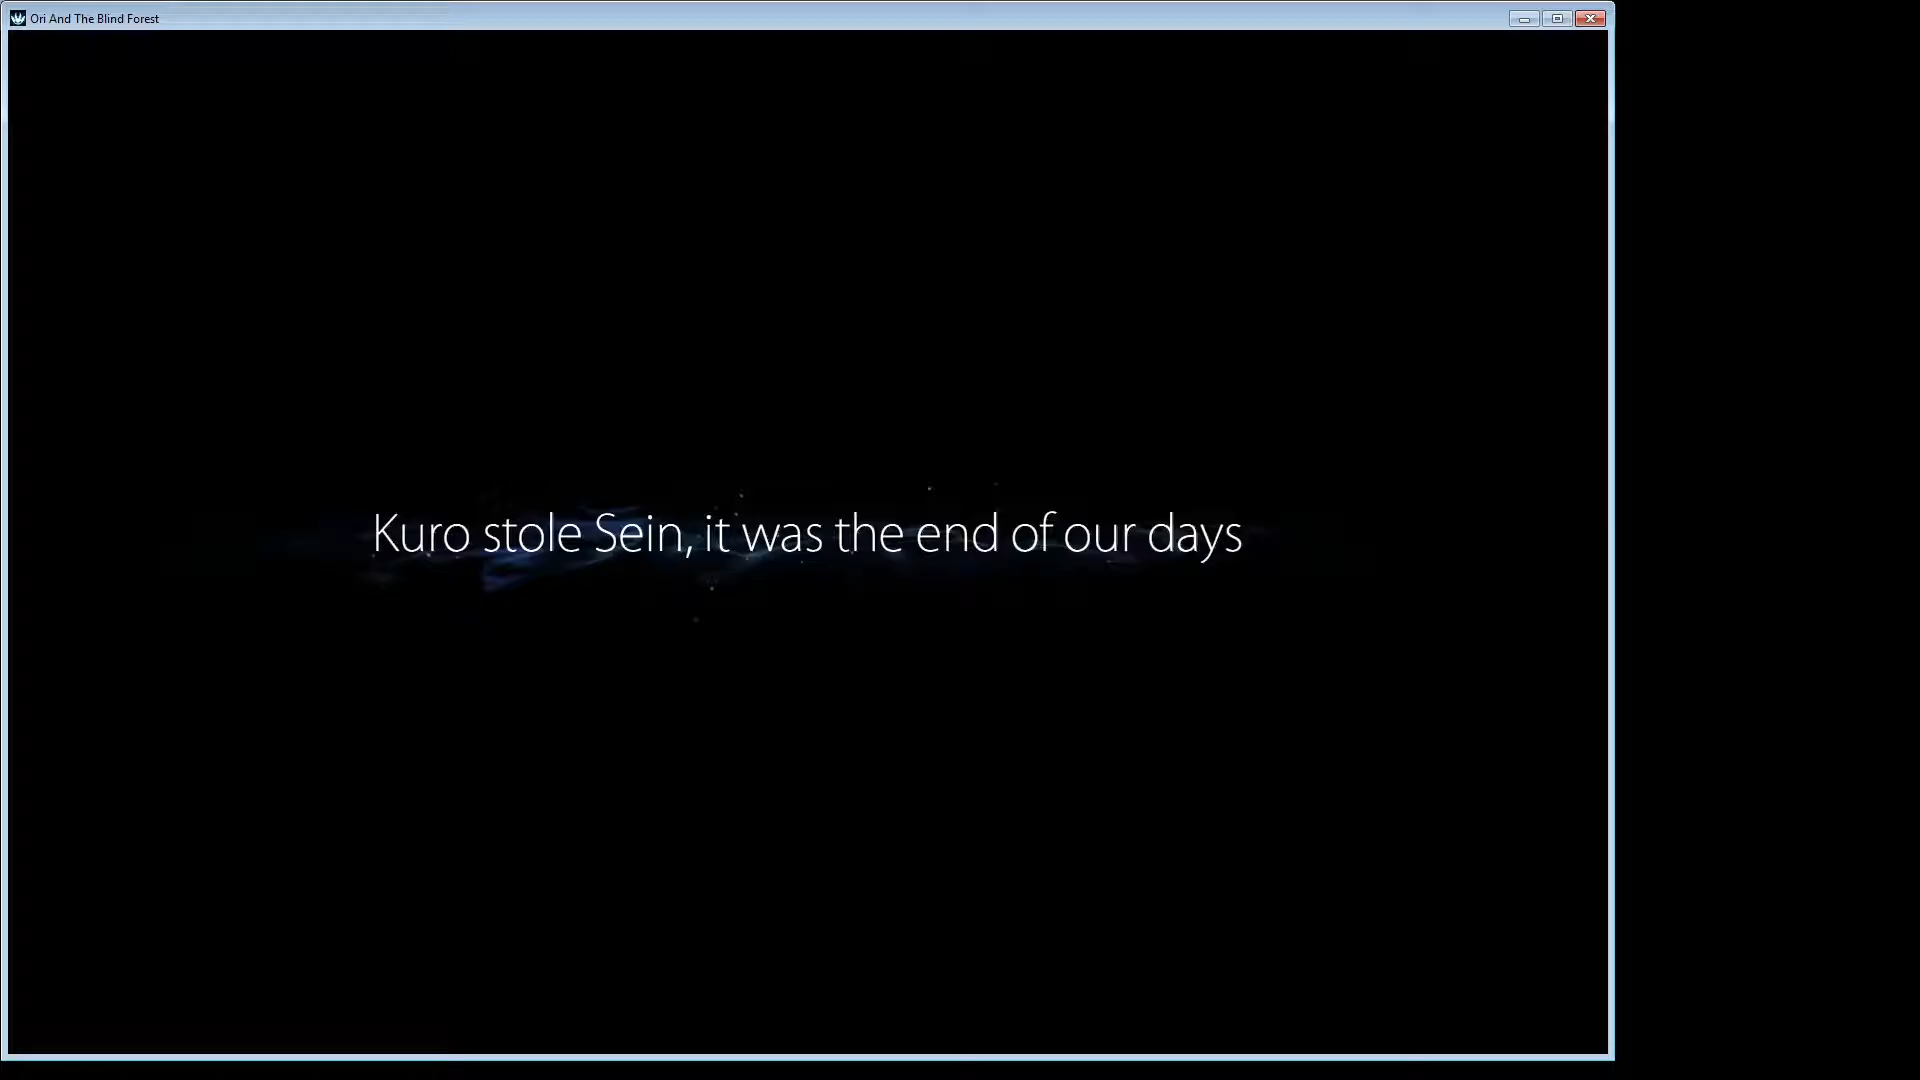 Ori And The Blind Forest
Kuro stole Sein, it was the end of our days